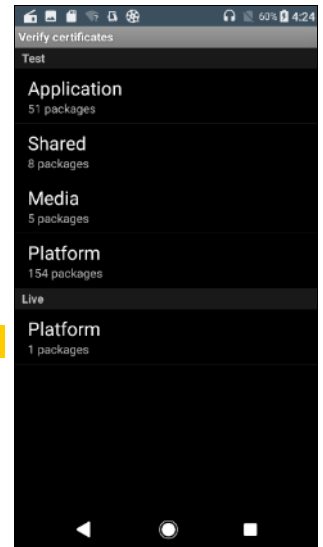 60% 4:24
Verify certificates
Test
Application
51 packages
Shared
8 packages
Media
5 packages
Platform
154 packages
Live
Platform
1 packages